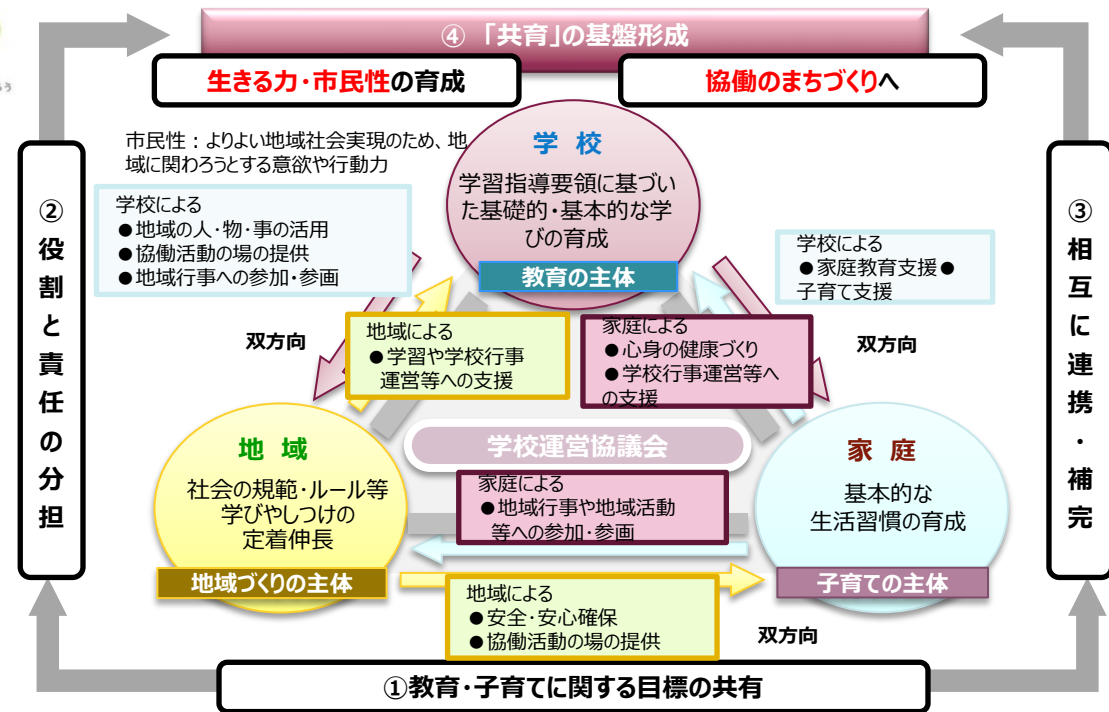 ④ 「共育」の基盤形成
生きる力・市民性の育成
協働のまちづくりへ
う
市民性：よりよい地域社会実現のため、地
域に関わろうとする意欲や行動力
学 校
学習指導要領に基づい
た基礎的・基本的な学
びの育成
教育の主体
学校による
●地域の人・物・事の活用
●協働活動の場の提供
●地域行事への参加・参画
学校による
●家庭教育支援●
子育て支援
②役割と責任の分担
③相互に連携・補完
双方向
地域による
●学習や学校行事
運営等への支援
家庭による
●心身の健康づくり
●学校行事運営等へ
の支援
双方向
学校運営協議会
地 域
社会の規範・ルール等
学びやしつけの
定着伸長
地域づくりの主体
家庭による
●地域行事や地域活動
等への参加・参画
家 庭
基本的な
生活習慣の育成
子育ての主体
地域による
●安全・安心確保
●協働活動の場の提供
双方向
①教育・子育てに関する目標の共有